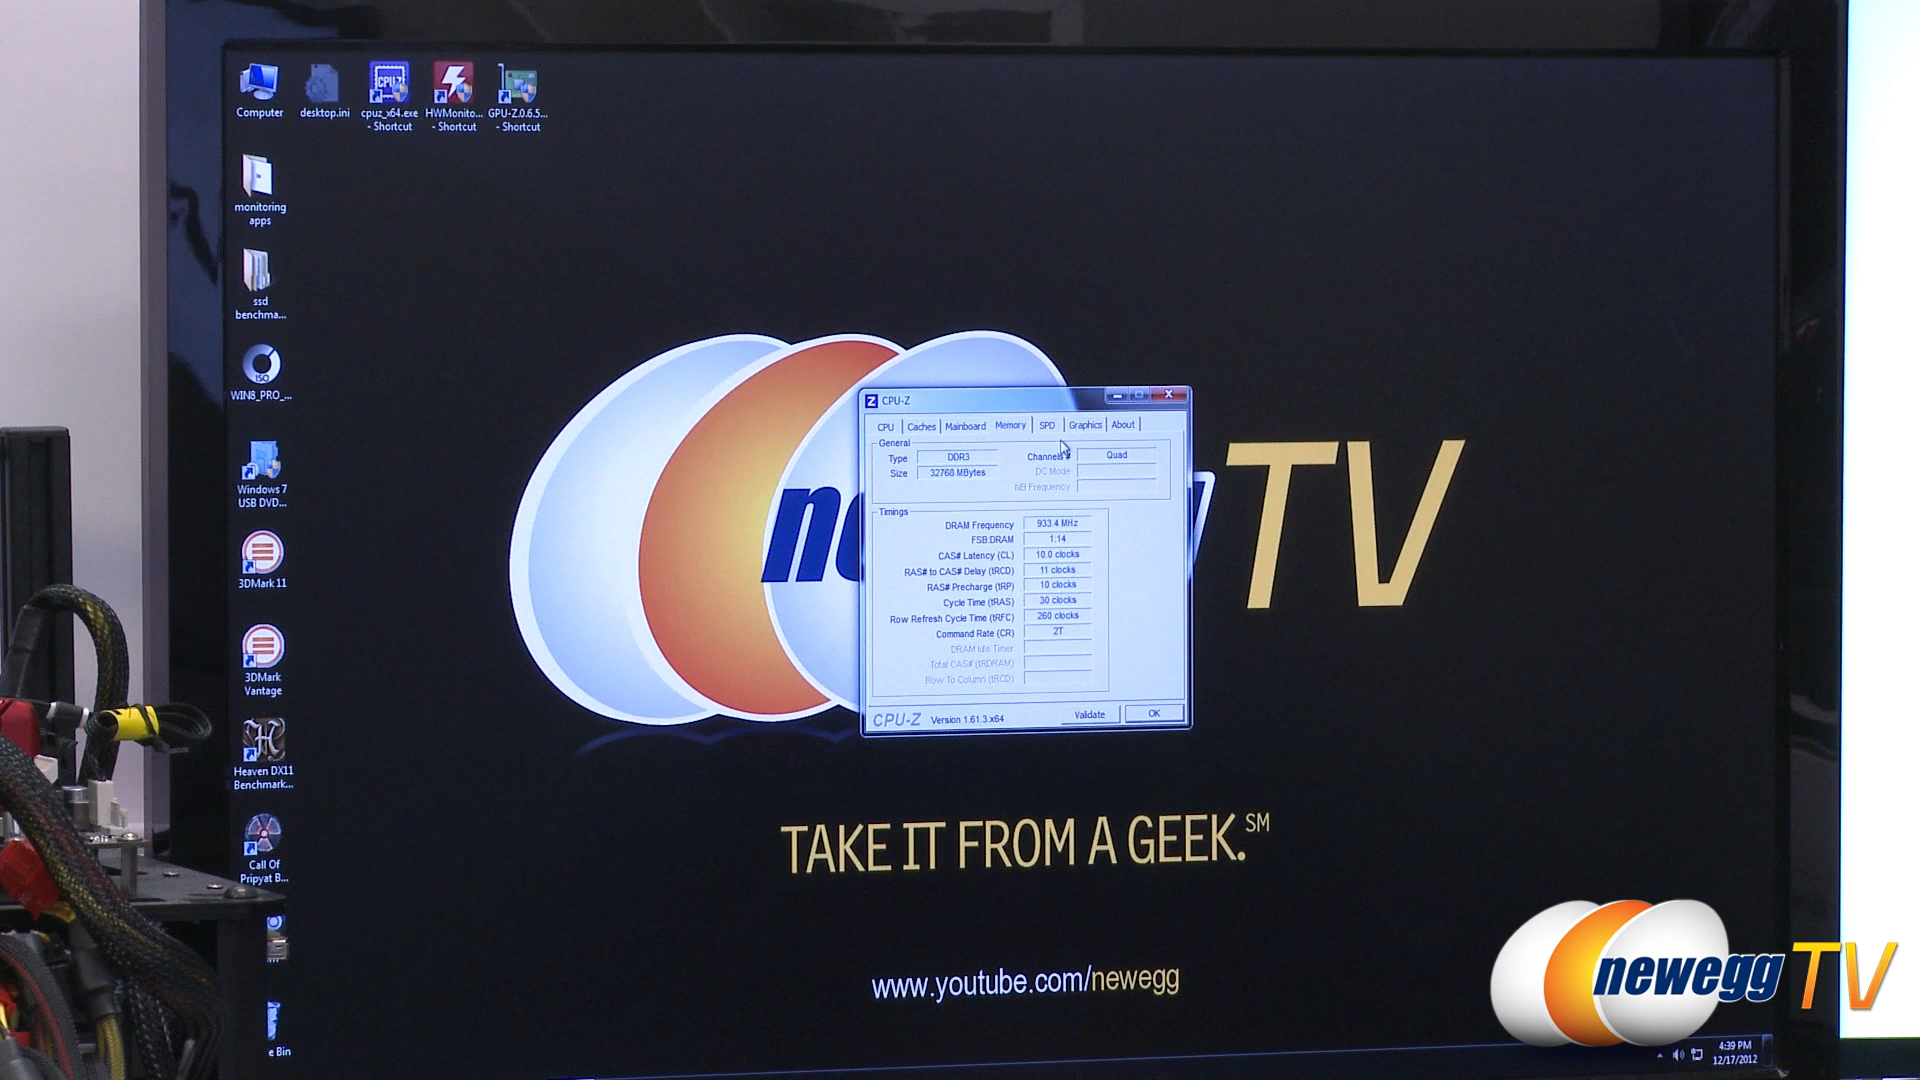 Computer
desktop.ini
cpuz_x64.exe
- Shortcut
HWMonito...
- Shortcut
GPU-Z.0.6.5...
- Shortcut
monitoring
apps
ssd
benchma...
WIN8_PRO_...
ISO
Windows 7
USB DVD...
3DMark 11
3DMark
Vantage
Heaven DX11
Benchmark...
Call Of
Pripyat B...
e Bin
CPU-Z
CPU Caches Mainboard Memory SPD Graphics About
General
Type DDR3 Channels # Quad
Size 32768 MBytes DC Mode
NB Frequency
Timings
DRAM Frequency 933.4 MHz
FSB:DRAM 1:14
CAS# Latency (CL) 10.0 clocks
RAS# to CAS# Delay (tRCD) 11 clocks
RAS# Precharge (tRP) 10 clocks
Cycle Time (tRAS) 30 clocks
Row Refresh Cycle Time (tRFC) 260 clocks
Command Rate (CR) 2T
DRAM Idle Timer
Total CAS# (tRDRAM)
Row To Column (tRCD)
CPU-Z Version 1.61.3.x64 Validate OK
TV
TAKE IT FROM A GEEK.SM
www.youtube.com/newegg
newegg TV
4:39 PM
12/17/2012